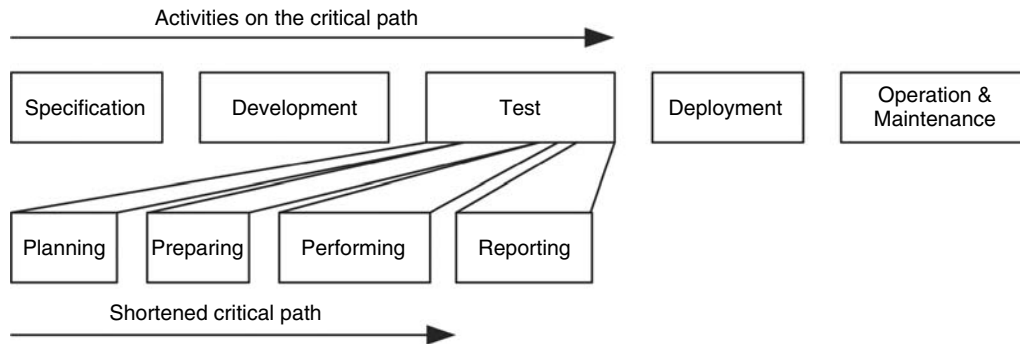 Activities on the critical path
Specification
Development
Test
Deployment
Operation &
Maintenance
Planning
Preparing
Performing
Reporting
Shortened critical path